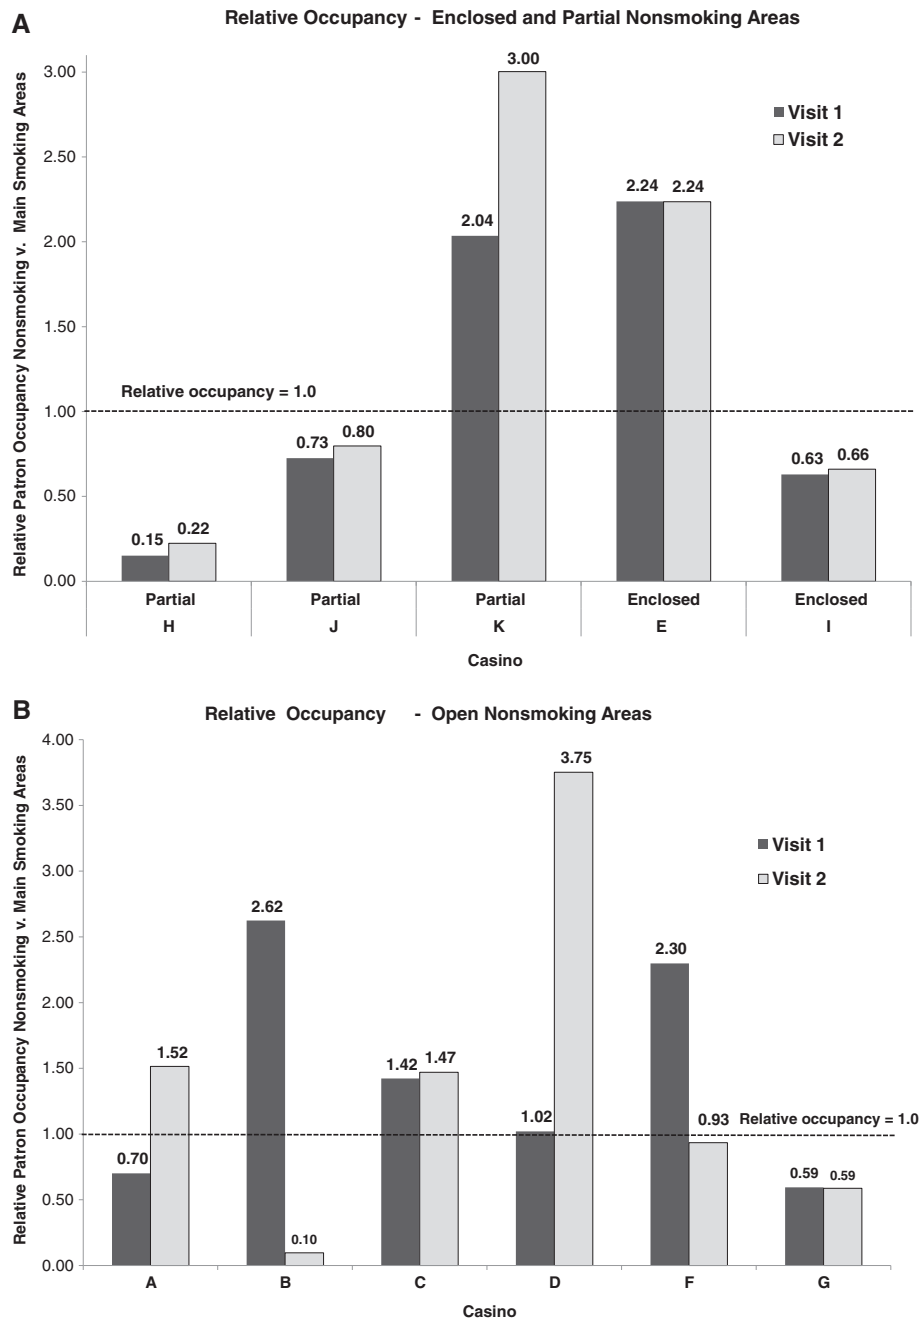 A
Relative Occupancy - Enclosed and Partial Nonsmoking Areas
Relative Patron Occupancy Nonsmoking v. Main Smoking Areas
3.00
2.50
2.00
1.50
1.00
0.50
0.00
Visit 1
Visit 2
Relative occupancy = 1.0
0.15
0.22
0.73
0.80
2.04
3.00
2.24
2.24
0.63
0.66
Partial
Partial
Partial
Enclosed
Enclosed
H
J
K
E
I
Casino
B
Relative Occupancy - Open Nonsmoking Areas
Relative Patron Occupancy Nonsmoking v. Main Smoking Areas
4.00
3.50
3.00
2.50
2.00
1.50
1.00
0.50
0.00
Visit 1
Visit 2
Relative occupancy = 1.0
0.70
1.52
2.62
0.10
1.42
1.47
1.02
3.75
2.30
0.93
0.59
0.59
A
B
C
D
F
G
Casino